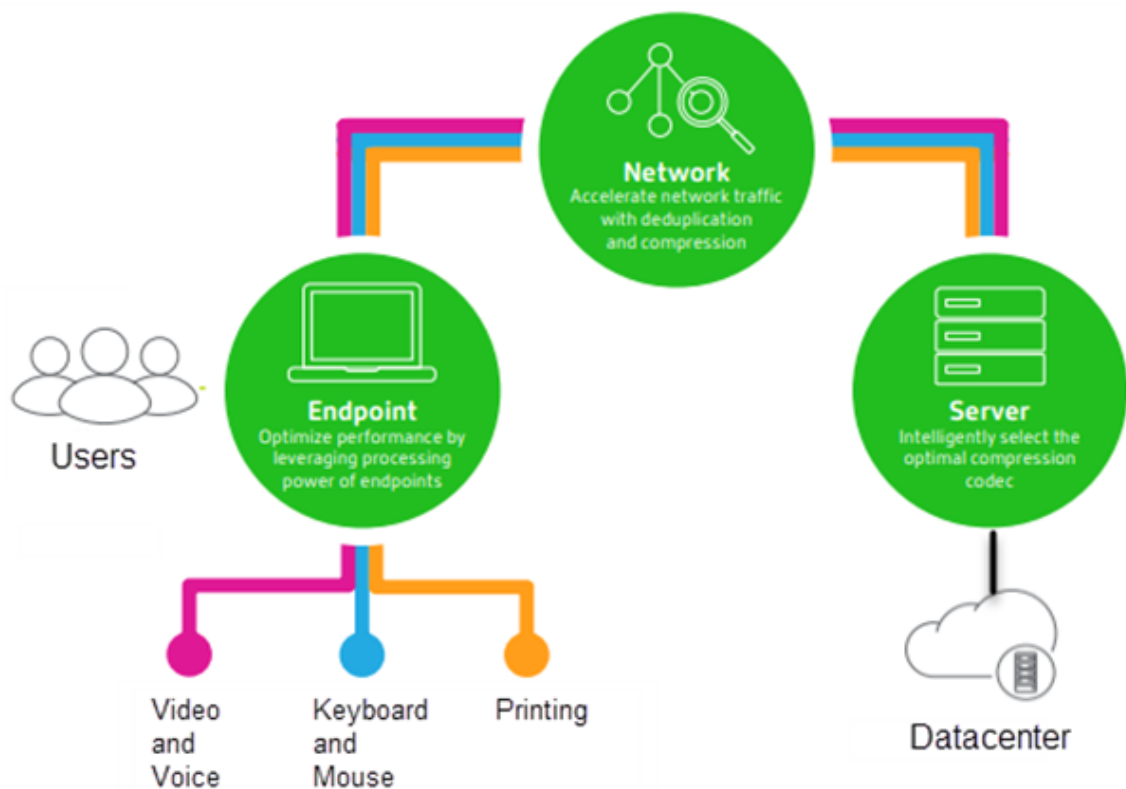 Network
Accelerate network traffic
with deduplication
and compression
Endpoint
Optimize performance by
leveraging processing
power of endpoints
Server
Intelligently select the
optimal compression
codec
Users
Video
and
Voice
Keyboard
and
Mouse
Printing
Datacenter